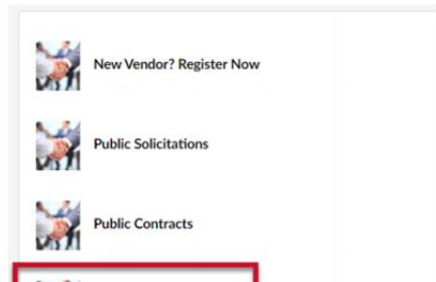 New Vendor? Register Now
Public Solicitations
Public Contracts